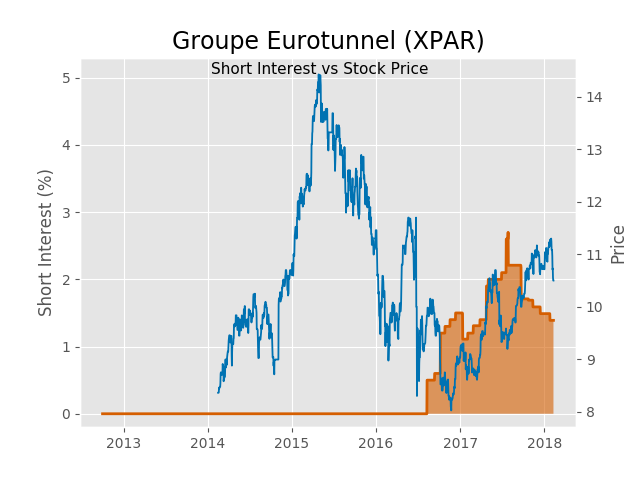 Groupe Eurotunnel (XPAR)
Short Interest vs Stock Price
Short Interest (%)
5
4
3
2
1
0
14
13
12
11
10
9
8
Price
2013 2014 2015 2016 2017 2018